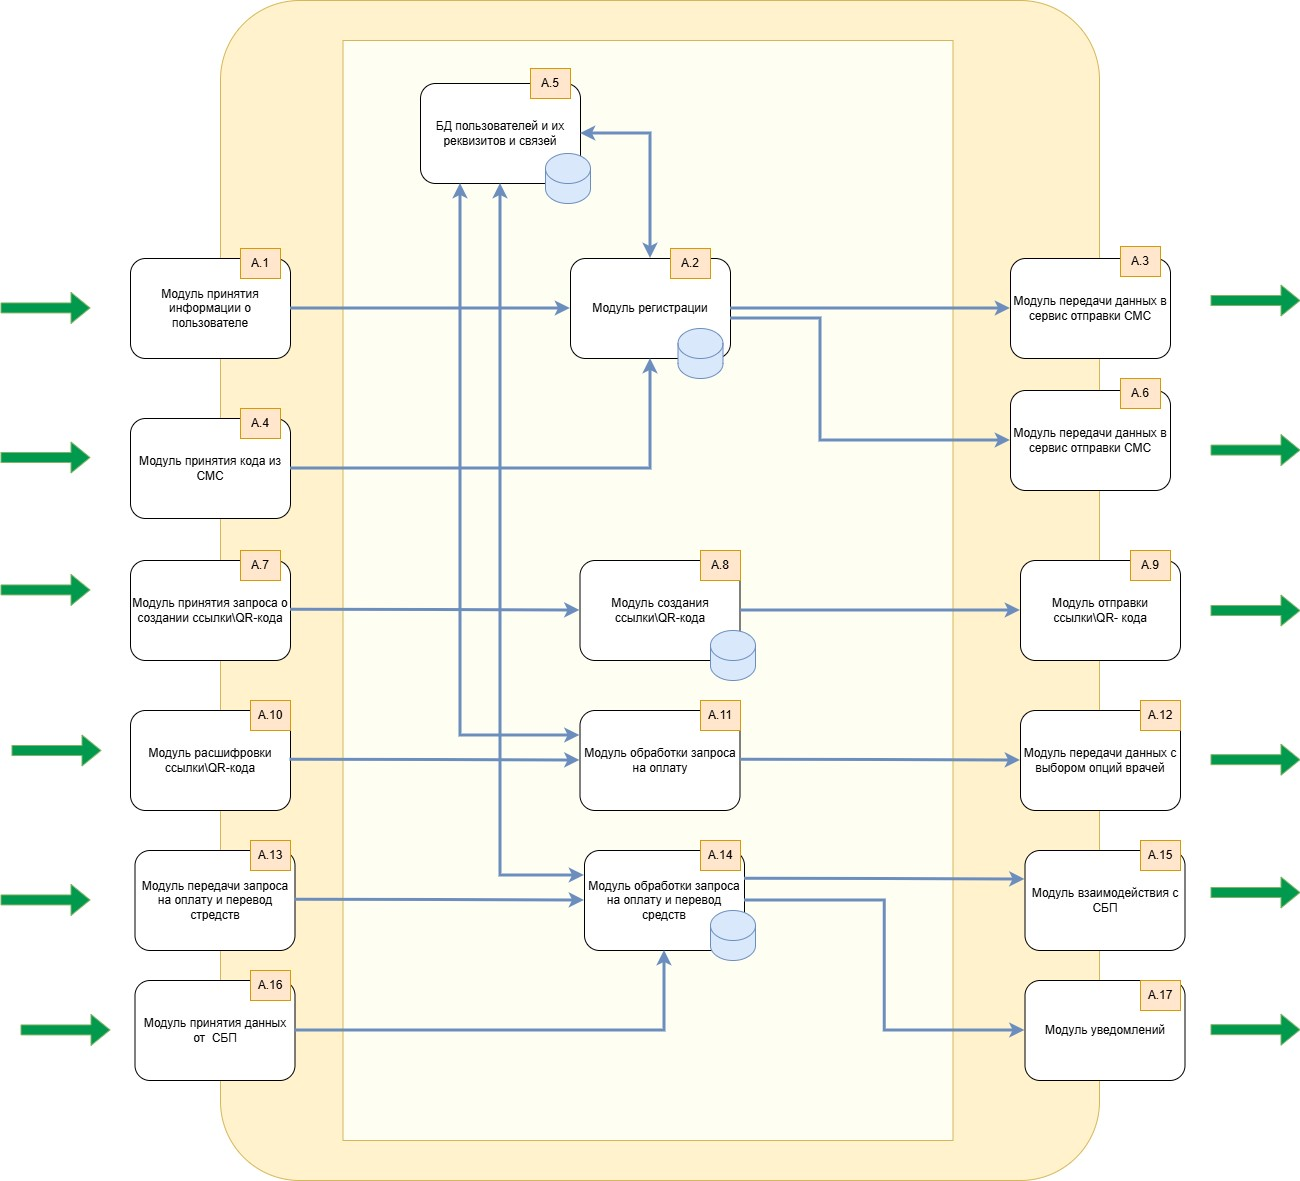 А.5
БД пользователей и их
реквизитов и связей
А.1
Модуль принятия
информации о
пользователе
А.2
Модуль регистрации
А.3
Модуль передачи данных в
сервис отправки СМС
А.4
Модуль принятия кода из
СМС
А.6
Модуль передачи данных в
сервис отправки СМС
А.7
Модуль принятия запроса о
создании ссылки\QR-кода
А.8
Модуль создания
ссылки\QR-кода
А.9
Модуль отправки
ссылки\QR- кода
А.10
Модуль расшифровки
ссылки\QR-кода
А.11
Модуль обработки запроса
на оплату
А.12
Модуль передачи данных с
выбором опций врачей
А.13
Модуль передачи запроса
на оплату и перевод
стредств
А.14
Модуль обработки запроса
на оплату и перевод
средств
А.15
Модуль взаимодействия с
СБП
А.16
Модуль принятия данных
от СБП
А.17
Модуль уведомлений